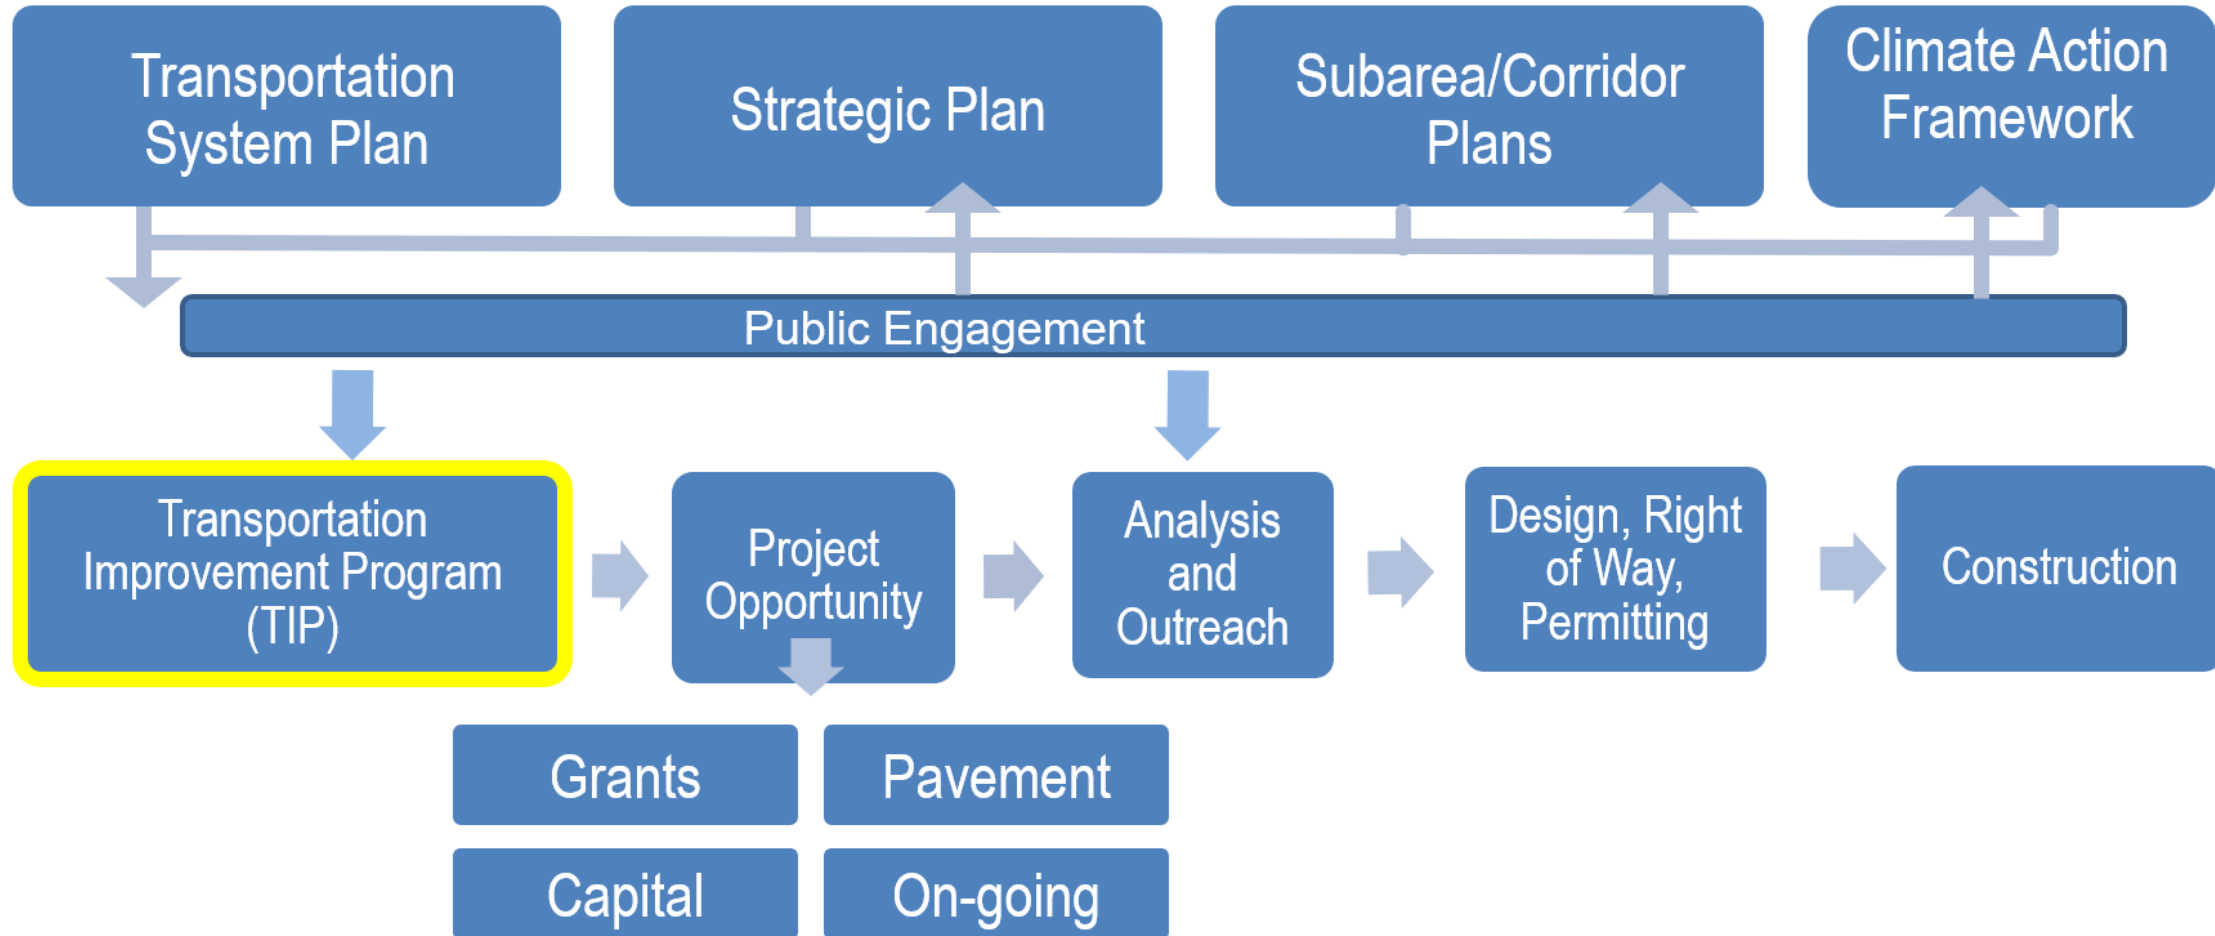 Transportation
System Plan
Strategic Plan
Subarea/Corridor
Plans
Climate Action
Framework
Public Engagement
Transportation
Improvement Program
(TIP)
Project
Opportunity
Analysis
and
Outreach
Design, Right
of Way,
Permitting
Construction
Grants
Pavement
Capital
On-going